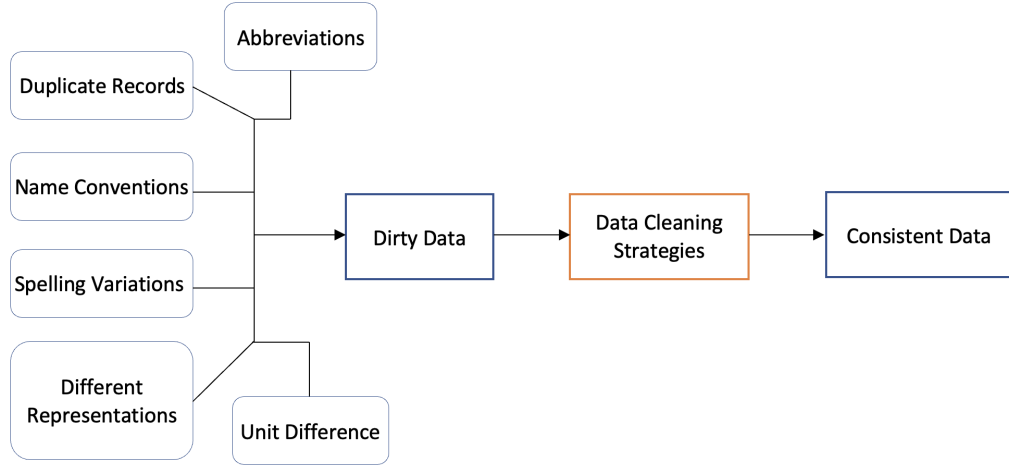 Abbreviations
Duplicate Records
Name Conventions
Spelling Variations
Different
Representations
Unit Difference
Dirty Data
Data Cleaning
Strategies
Consistent Data